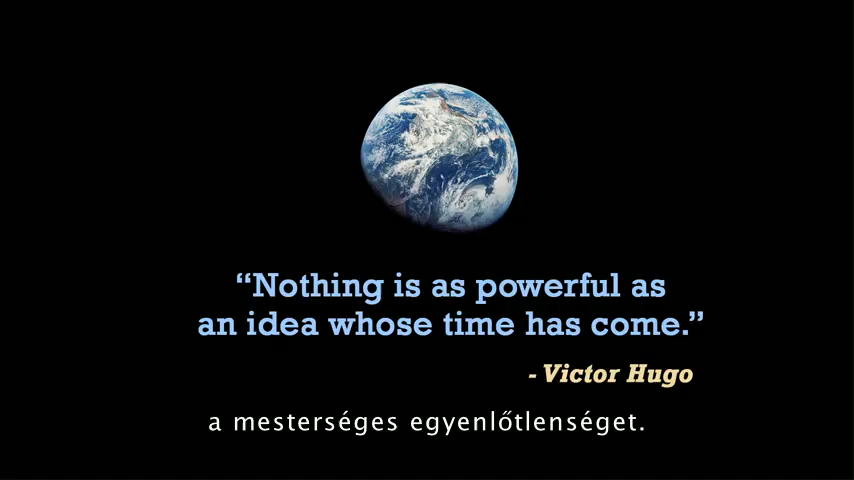 “Nothing is as powerful as
an idea whose time has come.”
- Victor Hugo
a mesterséges egyenlőtlenséget.